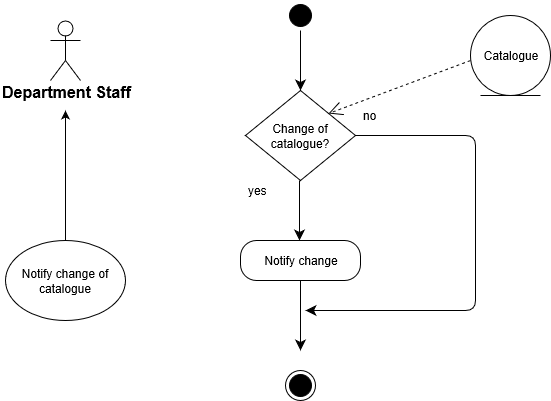 Department Staff
Notify change of
catalogue
Catalogue
Change of
catalogue?
no
yes
Notify change